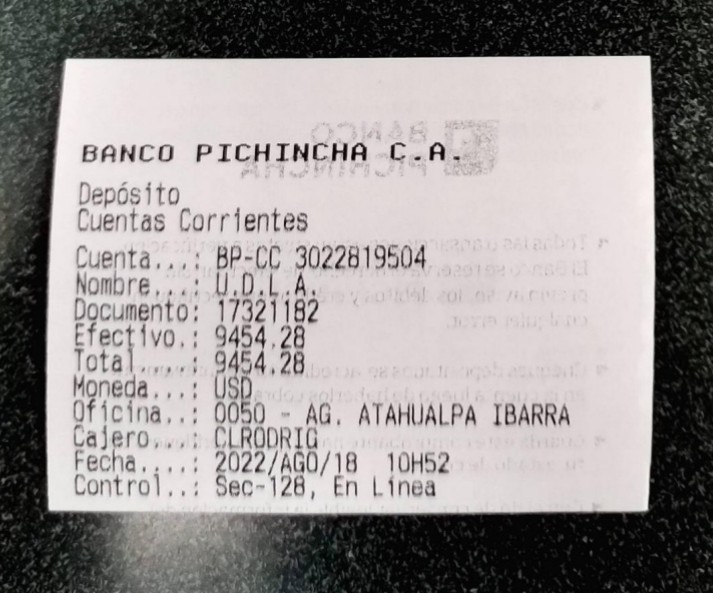 BANCO PICHINCHA C.A.
Depósito
Cuentas Corrientes
Cuenta...: BP-CC 3022819504
Nombre...: U.D.L.A.
Documento: 17321182
Efectivo.: 9454.28
Total....: 9454.28
Moneda...: USD
Oficina..: 0050 - AG. ATAHUALPA IBARRA
Cajero...: CLRODRIG
Fecha....: 2022/AGO/18 10H52
Control..: Sec-128, En Línea